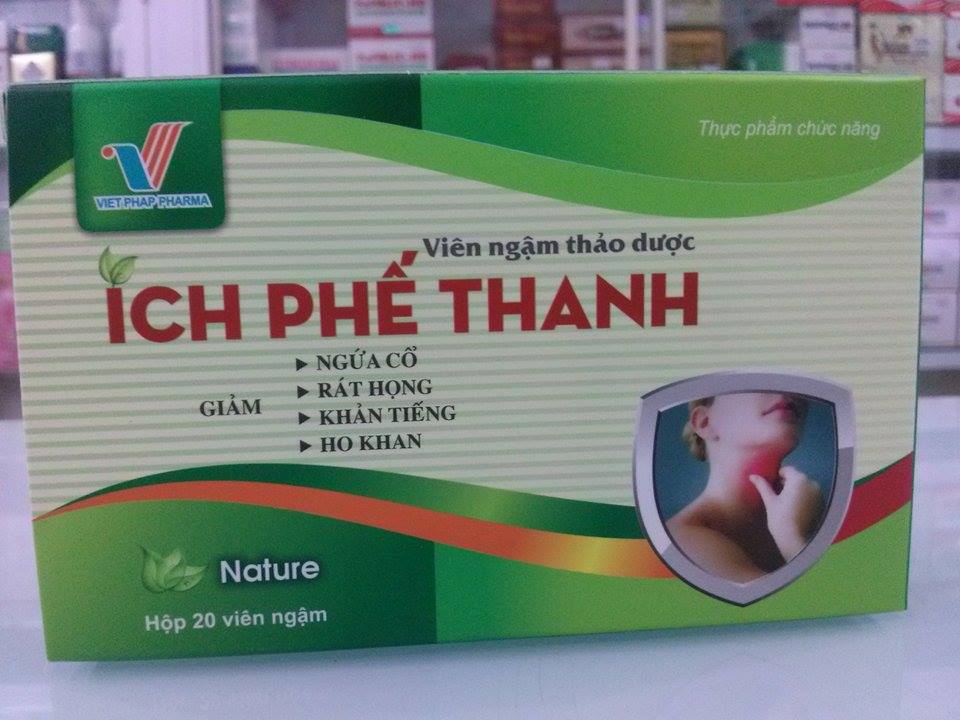 Thực phẩm chức năng
VIET PHAP PHARMA
Viên ngậm thảo dược
ÍCH PHẾ THANH
GIẢM
NGỨA CỔ
RÁT HỌNG
KHẢN TIẾNG
HO KHAN
Nature
Hộp 20 viên ngậm